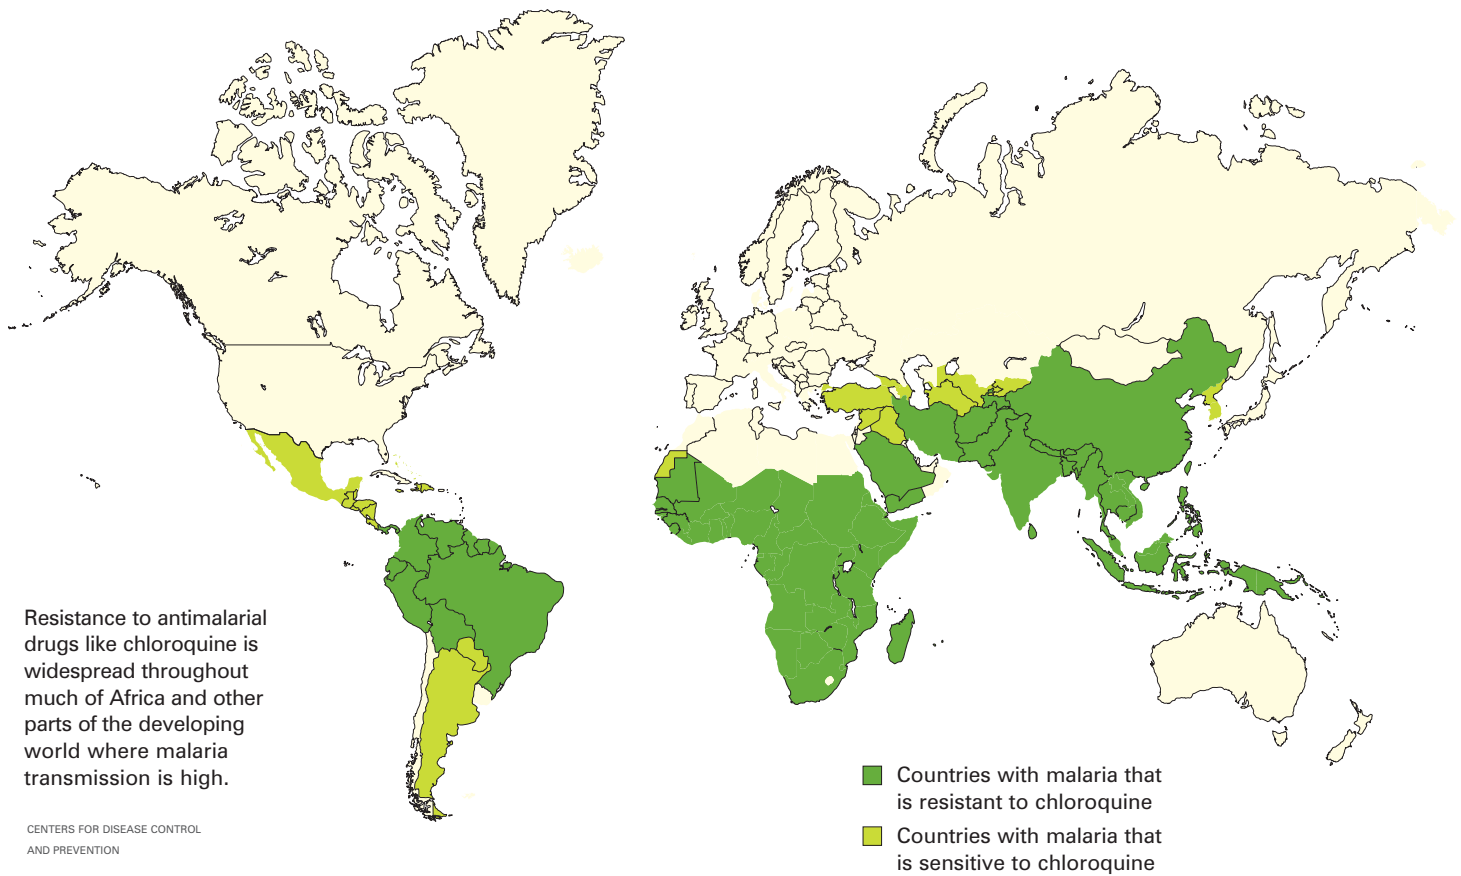 Resistance to antimalarial
drugs like chloroquine is
widespread throughout
much of Africa and other
parts of the developing
world where malaria
transmission is high.
CENTERS FOR DISEASE CONTROL
AND PREVENTION
Countries with malaria that
is resistant to chloroquine
Countries with malaria that
is sensitive to chloroquine